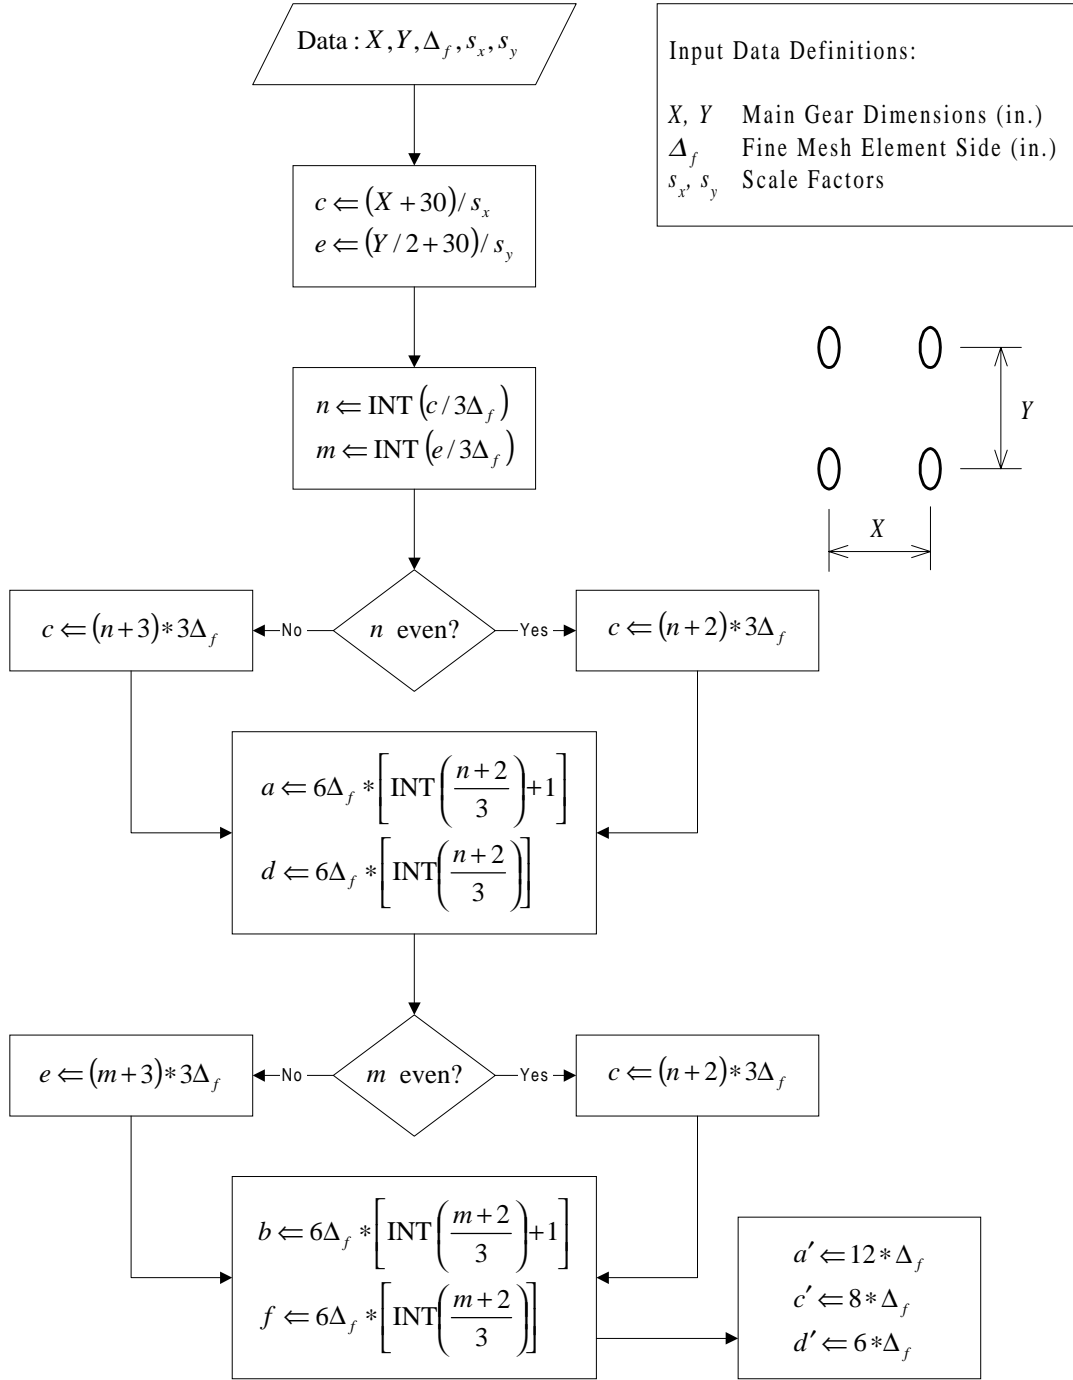 Data : X, Y, Δ_f, s_x, s_y
Input Data Definitions:
X, Y Main Gear Dimensions (in.)
Δ_f Fine Mesh Element Side (in.)
s_x, s_y Scale Factors
c ⇐ (X + 30) / s_x
e ⇐ (Y / 2 + 30) / s_y
n ⇐ INT (c / 3Δ_f)
m ⇐ INT (e / 3Δ_f)
Y
X
c ⇐ (n + 3) * 3Δ_f
No
n even?
Yes
c ⇐ (n + 2) * 3Δ_f
a ⇐ 6Δ_f * [INT ((n + 2)/3) + 1]
d ⇐ 6Δ_f * [INT ((n + 2)/3)]
e ⇐ (m + 3) * 3Δ_f
No
m even?
Yes
c ⇐ (n + 2) * 3Δ_f
b ⇐ 6Δ_f * [INT ((m + 2)/3) + 1]
f ⇐ 6Δ_f * [INT ((m + 2)/3)]
a′ ⇐ 12 * Δ_f
c′ ⇐ 8 * Δ_f
d′ ⇐ 6 * Δ_f